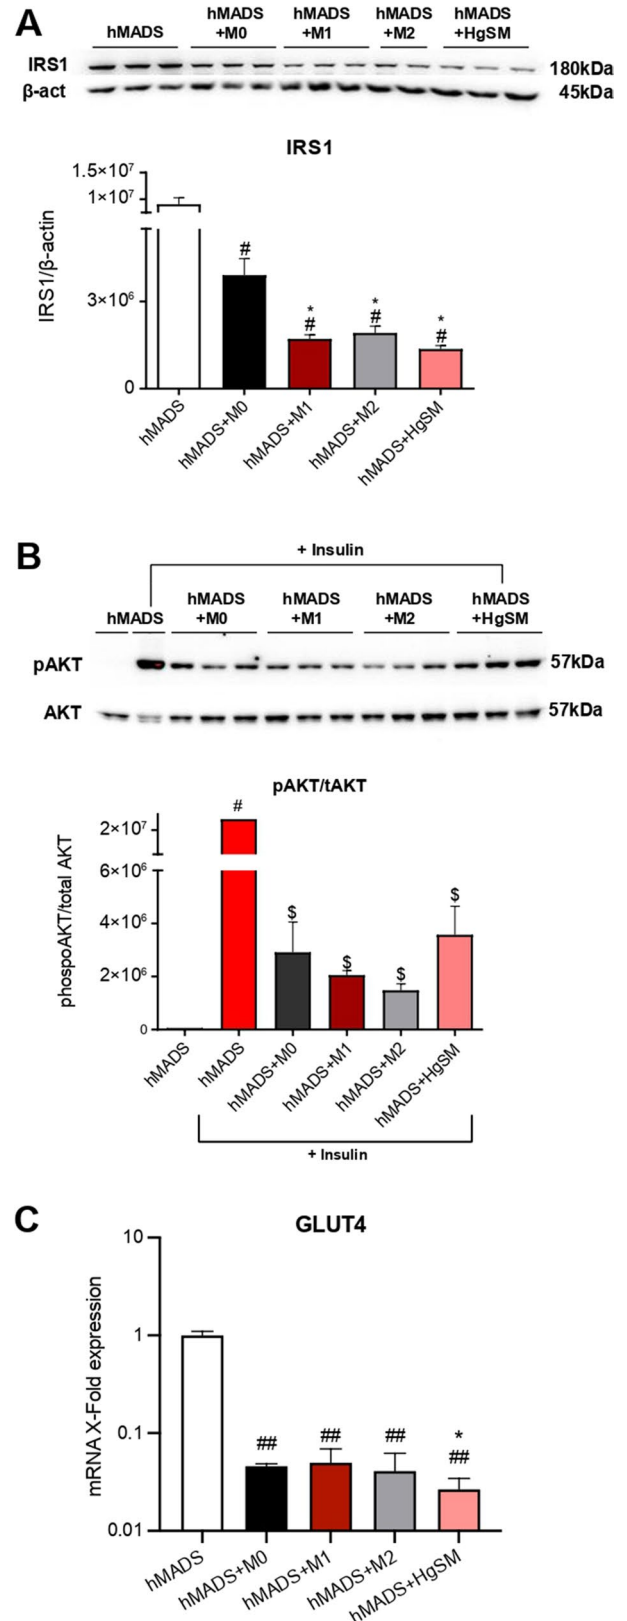 A
hMADS
hMADS
+M0
hMADS
+M1
hMADS
+M2
hMADS
+HgSM
IRS1
180kDa
β-act
45kDa
IRS1
IRS1/β-actin
1.5×10⁷
1×10⁷
3×10⁶
0
#
*
#
*
#
*
#
hMADS
hMADS+M0
hMADS+M1
hMADS+M2
hMADS+HgSM
B
+ Insulin
hMADS
hMADS
+M0
hMADS
+M1
hMADS
+M2
hMADS
+HgSM
pAKT
57kDa
AKT
57kDa
pAKT/tAKT
phospoAKT/total AKT
2×10⁷
6×10⁶
4×10⁶
2×10⁶
0
#
$
$
$
$
hMADS
hMADS
hMADS+M0
hMADS+M1
hMADS+M2
hMADS+HgSM
+ Insulin
C
GLUT4
mRNA X-Fold expression
10
1
0.1
0.01
##
##
##
*
##
hMADS
hMADS+M0
hMADS+M1
hMADS+M2
hMADS+HgSM